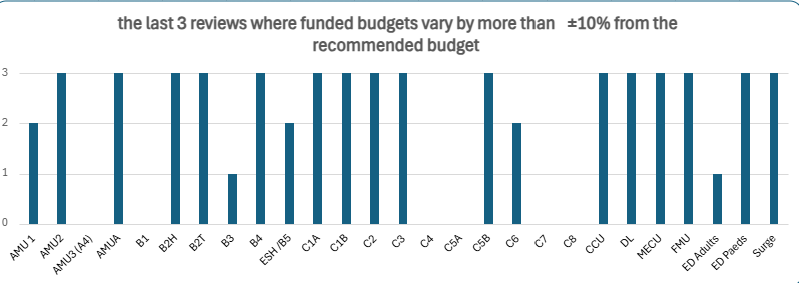 the last 3 reviews where funded budgets vary by more than ±10% from the
recommended budget
3
2
1
0
AMU 1
AMU2
AMU3 (A4)
AMUA
B1
B2H
B2T
B3
B4
ESH /B5
C1A
C1B
C2
C3
C4
C5A
C5B
C6
C7
C8
CCU
DL
MECU
FMU
ED Adults
ED Paeds
Surge